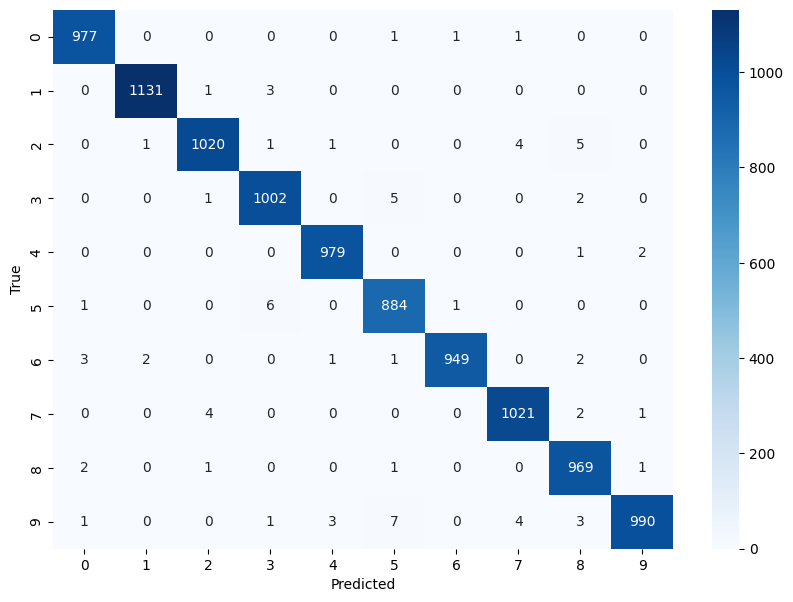 0 977 0 0 0 0 1 1 1 0 0
1 0 1131 1 3 0 0 0 0 0 0
2 0 1 1020 1 1 0 0 4 5 0
3 0 0 1 1002 0 5 0 0 2 0
4 0 0 0 0 979 0 0 0 1 2
5 1 0 0 6 0 884 1 0 0 0
6 3 2 0 0 1 1 949 0 2 0
7 0 0 4 0 0 0 0 1021 2 1
8 2 0 1 0 0 1 0 0 969 1
9 1 0 0 1 3 7 0 4 3 990
0 1 2 3 4 5 6 7 8 9
Predicted
True
1000
800
600
400
200
0